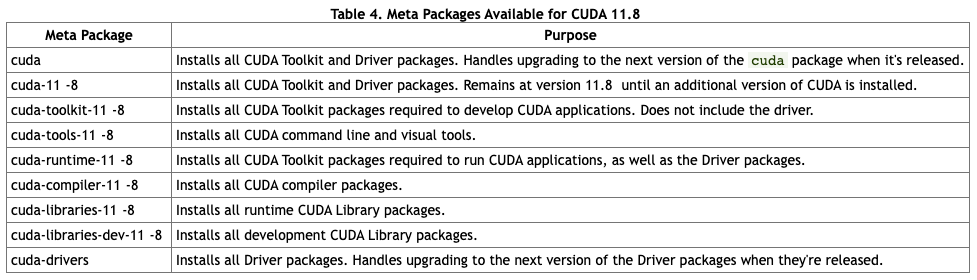 Table 4. Meta Packages Available for CUDA 11.8
Meta Package Purpose
cuda Installs all CUDA Toolkit and Driver packages. Handles upgrading to the next version of the cuda package when it's released.
cuda-11 -8 Installs all CUDA Toolkit and Driver packages. Remains at version 11.8 until an additional version of CUDA is installed.
cuda-toolkit-11 -8 Installs all CUDA Toolkit packages required to develop CUDA applications. Does not include the driver.
cuda-tools-11 -8 Installs all CUDA command line and visual tools.
cuda-runtime-11 -8 Installs all CUDA Toolkit packages required to run CUDA applications, as well as the Driver packages.
cuda-compiler-11 -8 Installs all CUDA compiler packages.
cuda-libraries-11 -8 Installs all runtime CUDA Library packages.
cuda-libraries-dev-11 -8 Installs all development CUDA Library packages.
cuda-drivers Installs all Driver packages. Handles upgrading to the next version of the Driver packages when they're released.